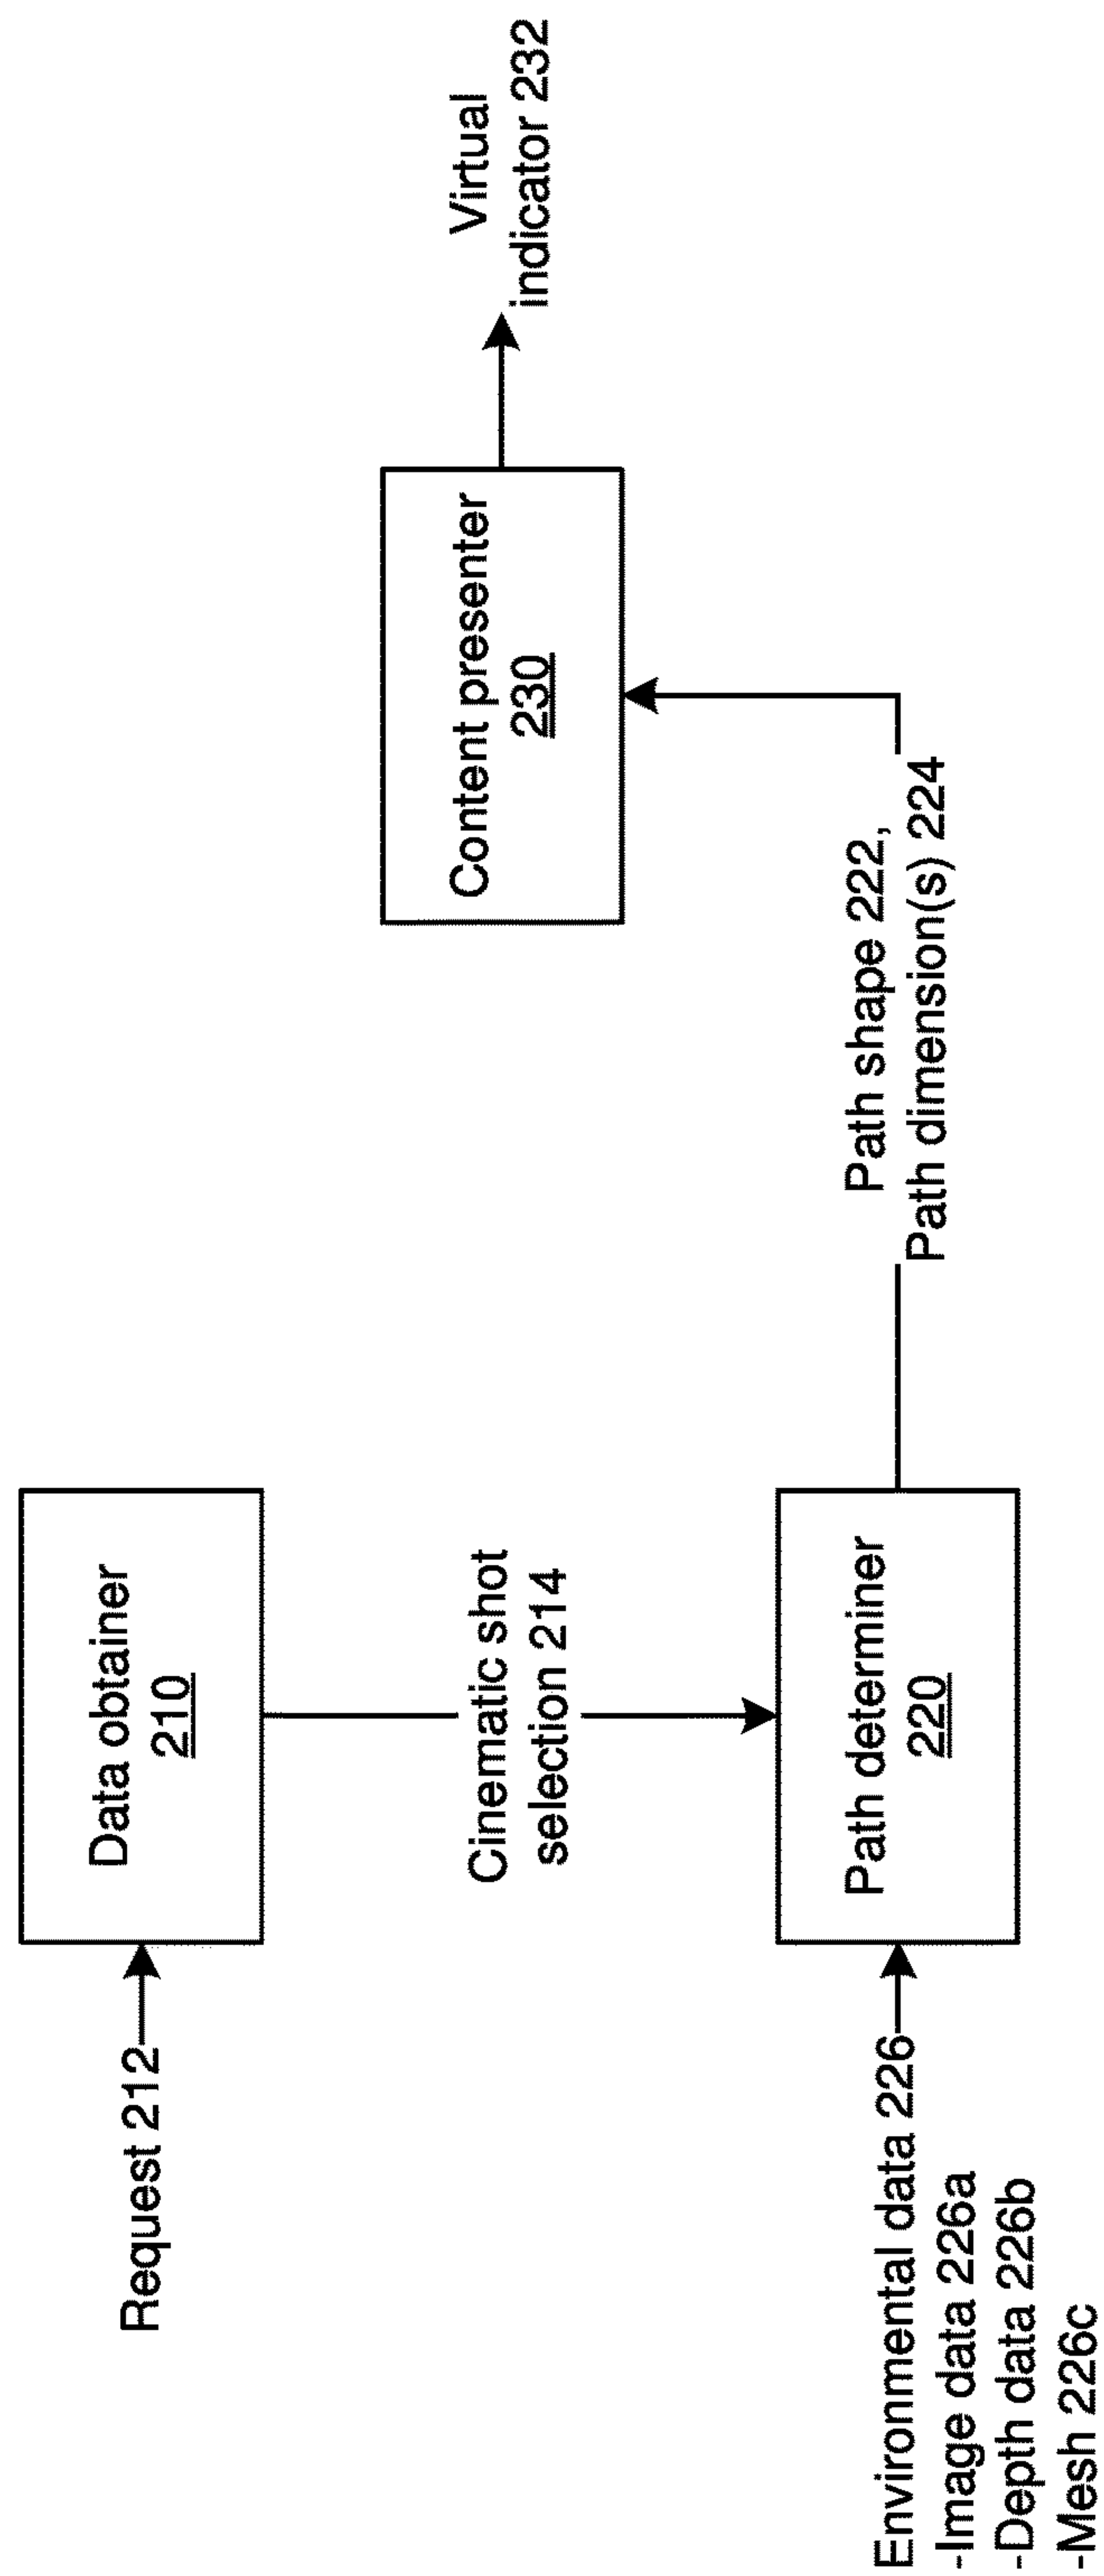 Request 212
Data obtainer
210
Cinematic shot
selection 214
Environmental data 226
-Image data 226a
-Depth data 226b
-Mesh 226c
Path determiner
220
Path shape 222,
Path dimension(s) 224
Content presenter
230
Virtual
indicator 232